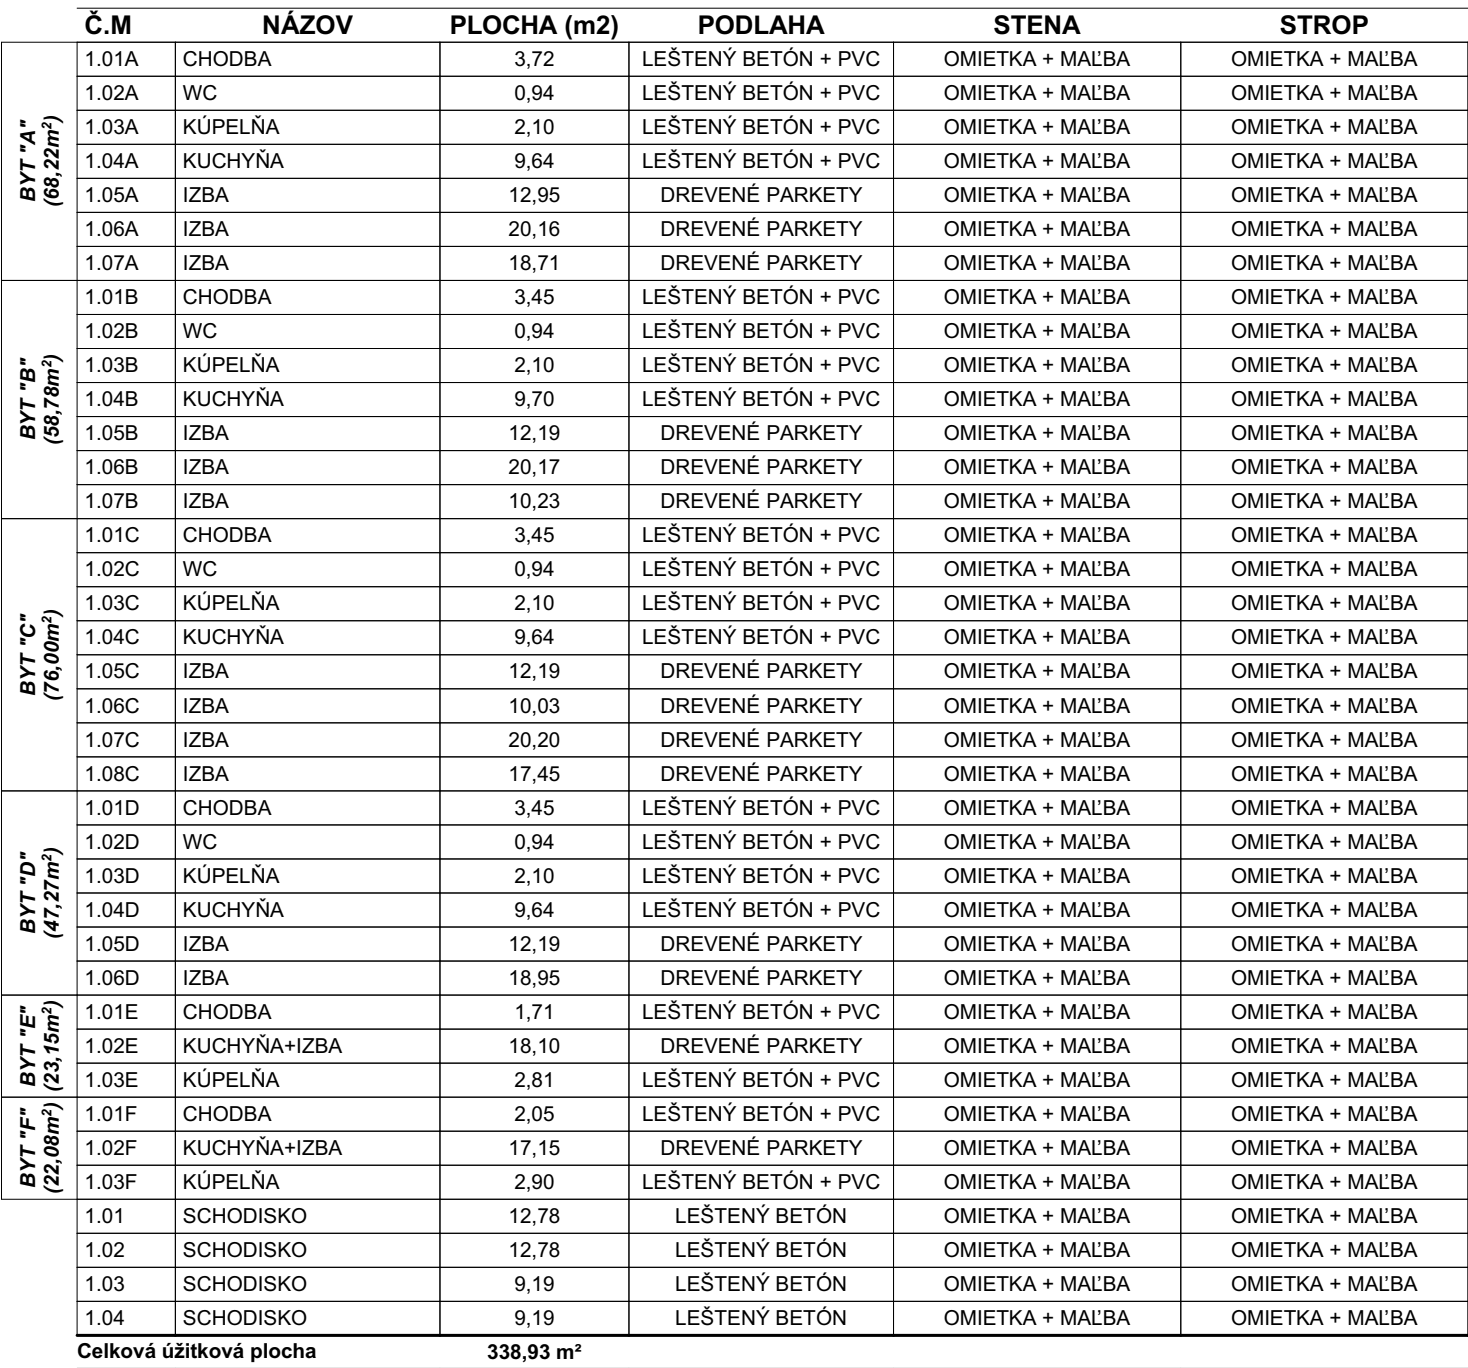 Č.M NÁZOV PLOCHA (m2) PODLAHA STENA STROP
BYT "A"
(68,22m²)
1.01A CHODBA 3,72 LEŠTENÝ BETÓN + PVC OMIETKA + MAĽBA OMIETKA + MAĽBA
1.02A WC 0,94 LEŠTENÝ BETÓN + PVC OMIETKA + MAĽBA OMIETKA + MAĽBA
1.03A KÚPELŇA 2,10 LEŠTENÝ BETÓN + PVC OMIETKA + MAĽBA OMIETKA + MAĽBA
1.04A KUCHYŇA 9,64 LEŠTENÝ BETÓN + PVC OMIETKA + MAĽBA OMIETKA + MAĽBA
1.05A IZBA 12,95 DREVENÉ PARKETY OMIETKA + MAĽBA OMIETKA + MAĽBA
1.06A IZBA 20,16 DREVENÉ PARKETY OMIETKA + MAĽBA OMIETKA + MAĽBA
1.07A IZBA 18,71 DREVENÉ PARKETY OMIETKA + MAĽBA OMIETKA + MAĽBA
BYT "B"
(58,78m²)
1.01B CHODBA 3,45 LEŠTENÝ BETÓN + PVC OMIETKA + MAĽBA OMIETKA + MAĽBA
1.02B WC 0,94 LEŠTENÝ BETÓN + PVC OMIETKA + MAĽBA OMIETKA + MAĽBA
1.03B KÚPELŇA 2,10 LEŠTENÝ BETÓN + PVC OMIETKA + MAĽBA OMIETKA + MAĽBA
1.04B KUCHYŇA 9,70 LEŠTENÝ BETÓN + PVC OMIETKA + MAĽBA OMIETKA + MAĽBA
1.05B IZBA 12,19 DREVENÉ PARKETY OMIETKA + MAĽBA OMIETKA + MAĽBA
1.06B IZBA 20,17 DREVENÉ PARKETY OMIETKA + MAĽBA OMIETKA + MAĽBA
1.07B IZBA 10,23 DREVENÉ PARKETY OMIETKA + MAĽBA OMIETKA + MAĽBA
BYT "C"
(76,00m²)
1.01C CHODBA 3,45 LEŠTENÝ BETÓN + PVC OMIETKA + MAĽBA OMIETKA + MAĽBA
1.02C WC 0,94 LEŠTENÝ BETÓN + PVC OMIETKA + MAĽBA OMIETKA + MAĽBA
1.03C KÚPELŇA 2,10 LEŠTENÝ BETÓN + PVC OMIETKA + MAĽBA OMIETKA + MAĽBA
1.04C KUCHYŇA 9,64 LEŠTENÝ BETÓN + PVC OMIETKA + MAĽBA OMIETKA + MAĽBA
1.05C IZBA 12,19 DREVENÉ PARKETY OMIETKA + MAĽBA OMIETKA + MAĽBA
1.06C IZBA 10,03 DREVENÉ PARKETY OMIETKA + MAĽBA OMIETKA + MAĽBA
1.07C IZBA 20,20 DREVENÉ PARKETY OMIETKA + MAĽBA OMIETKA + MAĽBA
1.08C IZBA 17,45 DREVENÉ PARKETY OMIETKA + MAĽBA OMIETKA + MAĽBA
BYT "D"
(47,27m²)
1.01D CHODBA 3,45 LEŠTENÝ BETÓN + PVC OMIETKA + MAĽBA OMIETKA + MAĽBA
1.02D WC 0,94 LEŠTENÝ BETÓN + PVC OMIETKA + MAĽBA OMIETKA + MAĽBA
1.03D KÚPELŇA 2,10 LEŠTENÝ BETÓN + PVC OMIETKA + MAĽBA OMIETKA + MAĽBA
1.04D KUCHYŇA 9,64 LEŠTENÝ BETÓN + PVC OMIETKA + MAĽBA OMIETKA + MAĽBA
1.05D IZBA 12,19 DREVENÉ PARKETY OMIETKA + MAĽBA OMIETKA + MAĽBA
1.06D IZBA 18,95 DREVENÉ PARKETY OMIETKA + MAĽBA OMIETKA + MAĽBA
BYT "E"
(23,15m²)
1.01E CHODBA 1,71 LEŠTENÝ BETÓN + PVC OMIETKA + MAĽBA OMIETKA + MAĽBA
1.02E KUCHYŇA+IZBA 18,10 DREVENÉ PARKETY OMIETKA + MAĽBA OMIETKA + MAĽBA
1.03E KÚPELŇA 2,81 LEŠTENÝ BETÓN + PVC OMIETKA + MAĽBA OMIETKA + MAĽBA
BYT "F"
(22,08m²)
1.01F CHODBA 2,05 LEŠTENÝ BETÓN + PVC OMIETKA + MAĽBA OMIETKA + MAĽBA
1.02F KUCHYŇA+IZBA 17,15 DREVENÉ PARKETY OMIETKA + MAĽBA OMIETKA + MAĽBA
1.03F KÚPELŇA 2,90 LEŠTENÝ BETÓN + PVC OMIETKA + MAĽBA OMIETKA + MAĽBA
1.01 SCHODISKO 12,78 LEŠTENÝ BETÓN OMIETKA + MAĽBA OMIETKA + MAĽBA
1.02 SCHODISKO 12,78 LEŠTENÝ BETÓN OMIETKA + MAĽBA OMIETKA + MAĽBA
1.03 SCHODISKO 9,19 LEŠTENÝ BETÓN OMIETKA + MAĽBA OMIETKA + MAĽBA
1.04 SCHODISKO 9,19 LEŠTENÝ BETÓN OMIETKA + MAĽBA OMIETKA + MAĽBA
Celková úžitková plocha 338,93 m²